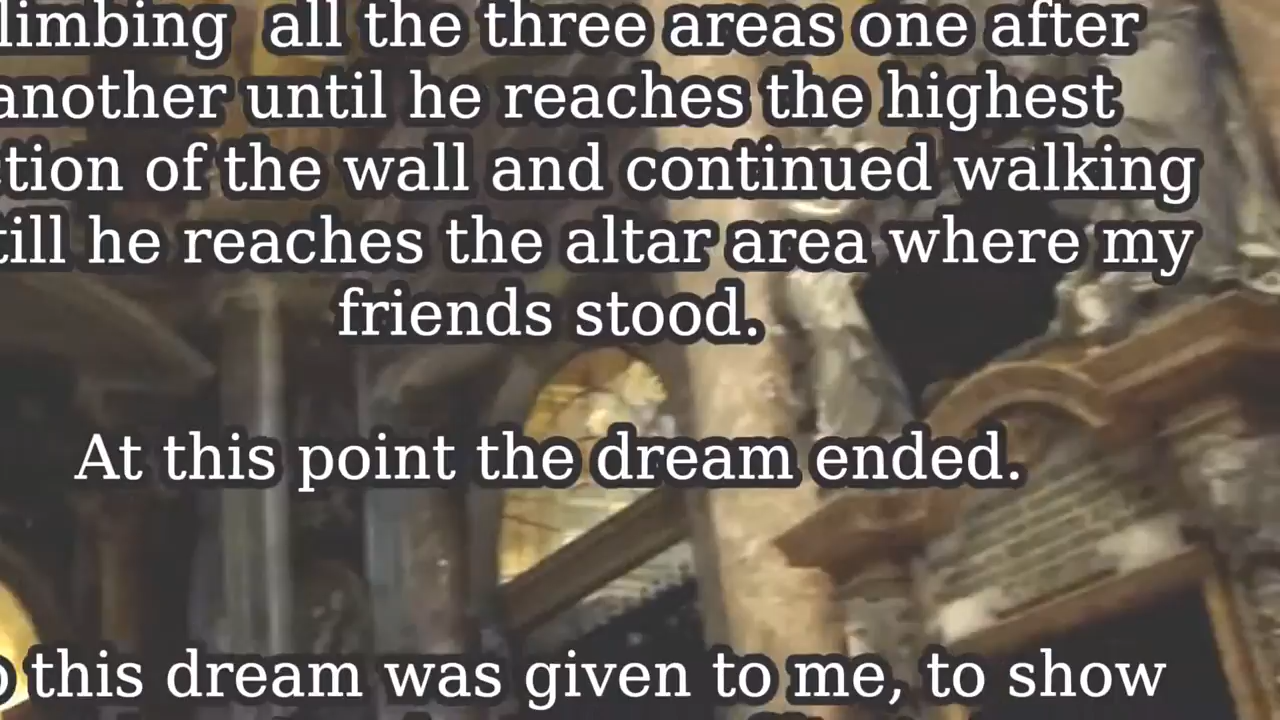 limbing  all the three areas one after
another until he reaches the highest
ction of the wall and continued walking
till he reaches the altar area where my
friends stood.
At this point the dream ended.
this dream was given to me, to show